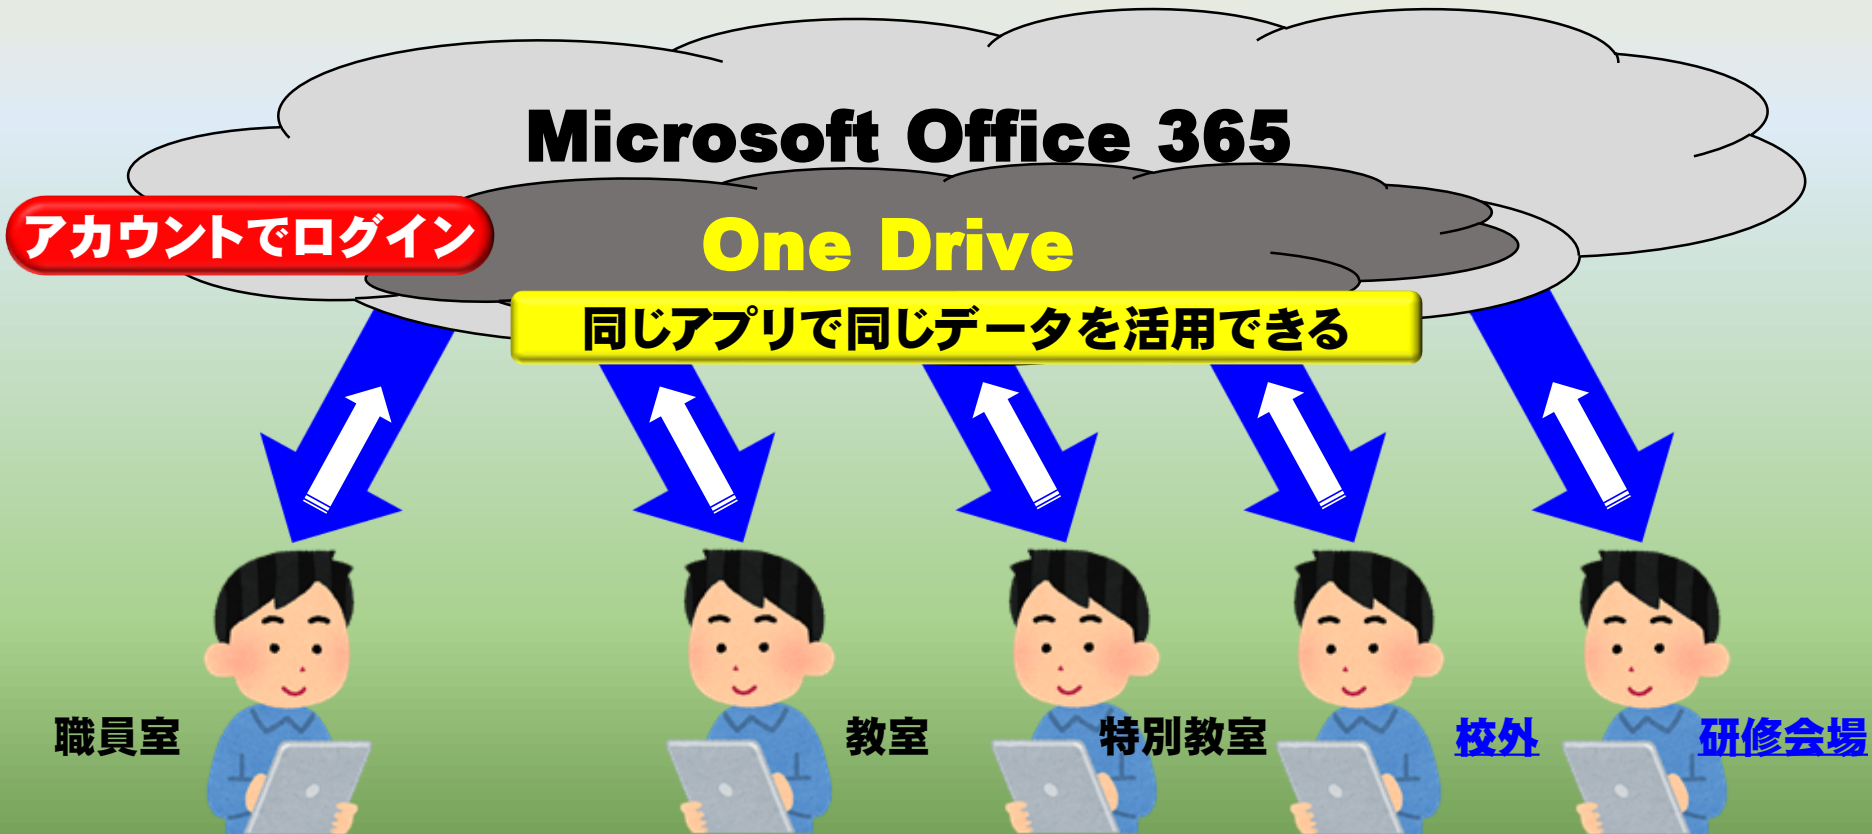 Microsoft Office 365
アカウントでログイン
One Drive
同じアプリで同じデータを活用できる
職員室
教室
特別教室
校外
研修会場